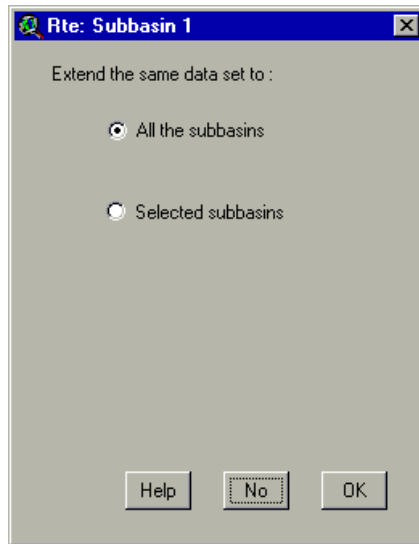 Rte: Subbasin 1
Extend the same data set to :
All the subbasins
Selected subbasins
Help No OK